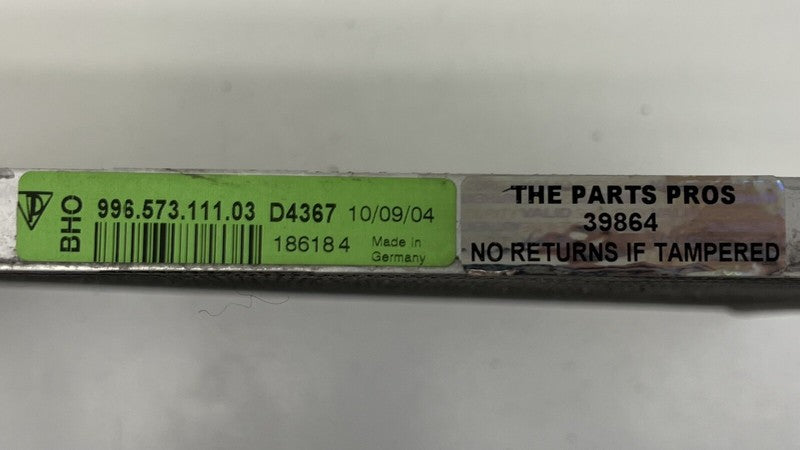 BHO
996.573.111.03 D4367 10/09/04
186184 Made in
Germany
THE PARTS PROS
39864
NO RETURNS IF TAMPERED